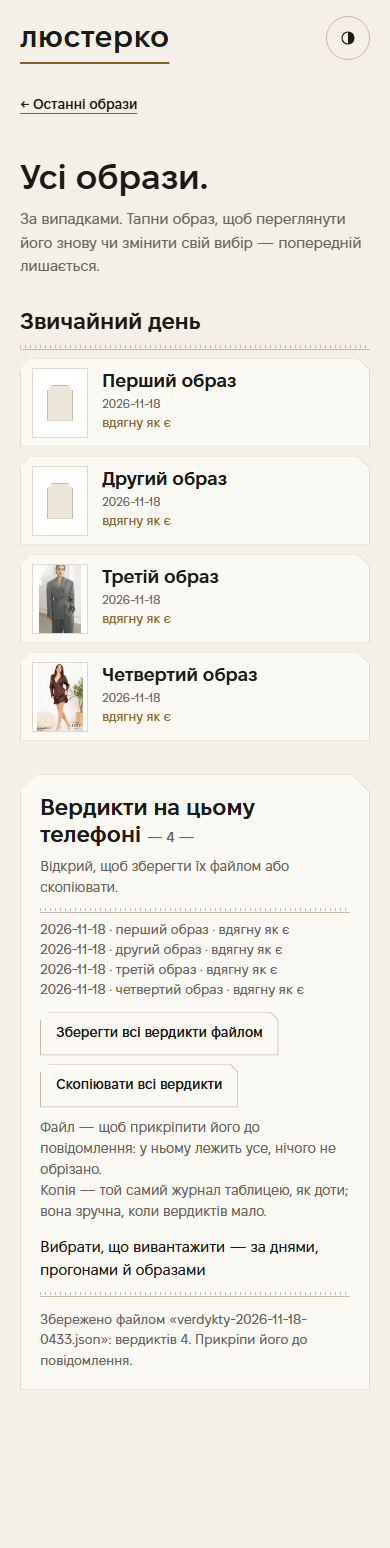 люстерко
← Останні образи
Усі образи.
За випадками. Тапни образ, щоб переглянути
його знову чи змінити свій вибір — попередній
лишається.
Звичайний день
Перший образ
2026-11-18
вдягну як є
Другий образ
2026-11-18
вдягну як є
Третій образ
2026-11-18
вдягну як є
Четвертий образ
2026-11-18
вдягну як є
Вердикти на цьому
телефоні — 4 —
Відкрий, щоб зберегти їх файлом або
скопіювати.
2026-11-18 · перший образ · вдягну як є
2026-11-18 · другий образ · вдягну як є
2026-11-18 · третій образ · вдягну як є
2026-11-18 · четвертий образ · вдягну як є
Зберегти всі вердикти файлом
Скопіювати всі вердикти
Файл — щоб прикріпити його до
повідомлення: у ньому лежить усе, нічого не
обрізано.
Копія — той самий журнал таблицею, як доти;
вона зручна, коли вердиктів мало.
Вибрати, що вивантажити — за днями,
прогонами й образами
Збережено файлом «verdykty-2026-11-18-
0433.json»: вердиктів 4. Прикріпи його до
повідомлення.